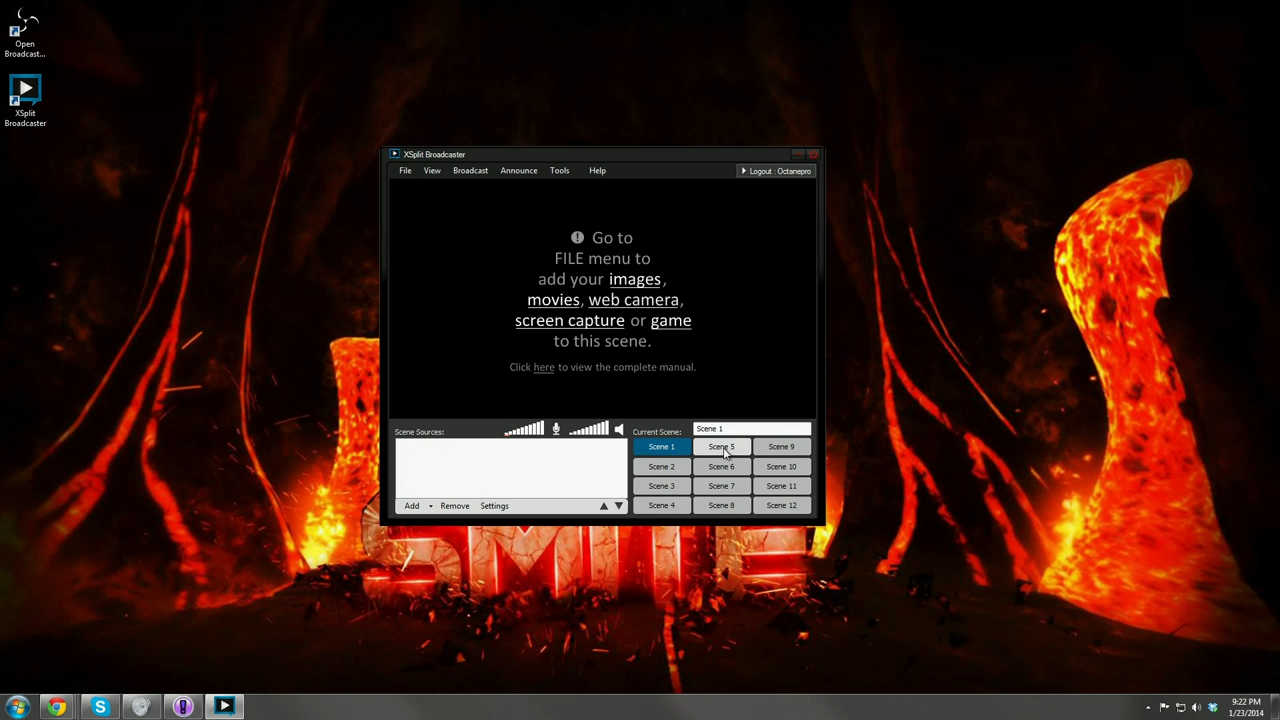 Open
Broadcast...
XSplit
Broadcaster
XSplit Broadcaster
File View Broadcast Announce Tools Help Logout : Octanepro
! Go to
FILE menu to
add your images,
movies, web camera,
screen capture or game
to this scene.
Click here to view the complete manual.
Scene Sources: Current Scene: Scene 1
Scene 1 Scene 5 Scene 9
Scene 2 Scene 6 Scene 10
Scene 3 Scene 7 Scene 11
Scene 4 Scene 8 Scene 12
Add Remove Settings
SMITE
9:22 PM
1/23/2014